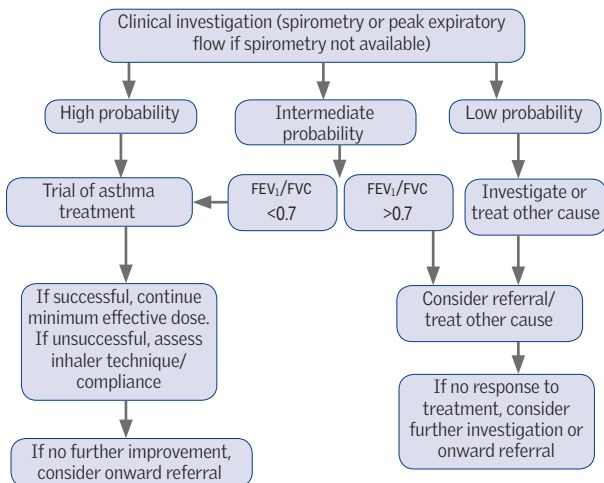 Clinical investigation (spirometry or peak expiratory
flow if spirometry not available)
High probability
Intermediate
probability
Low probability
Trial of asthma
treatment
FEV₁/FVC
<0.7
FEV₁/FVC
>0.7
Investigate or
treat other cause
If successful, continue
minimum effective dose.
If unsuccessful, assess
inhaler technique/
compliance
Consider referral/
treat other cause
If no further improvement,
consider onward referral
If no response to
treatment, consider
further investigation or
onward referral